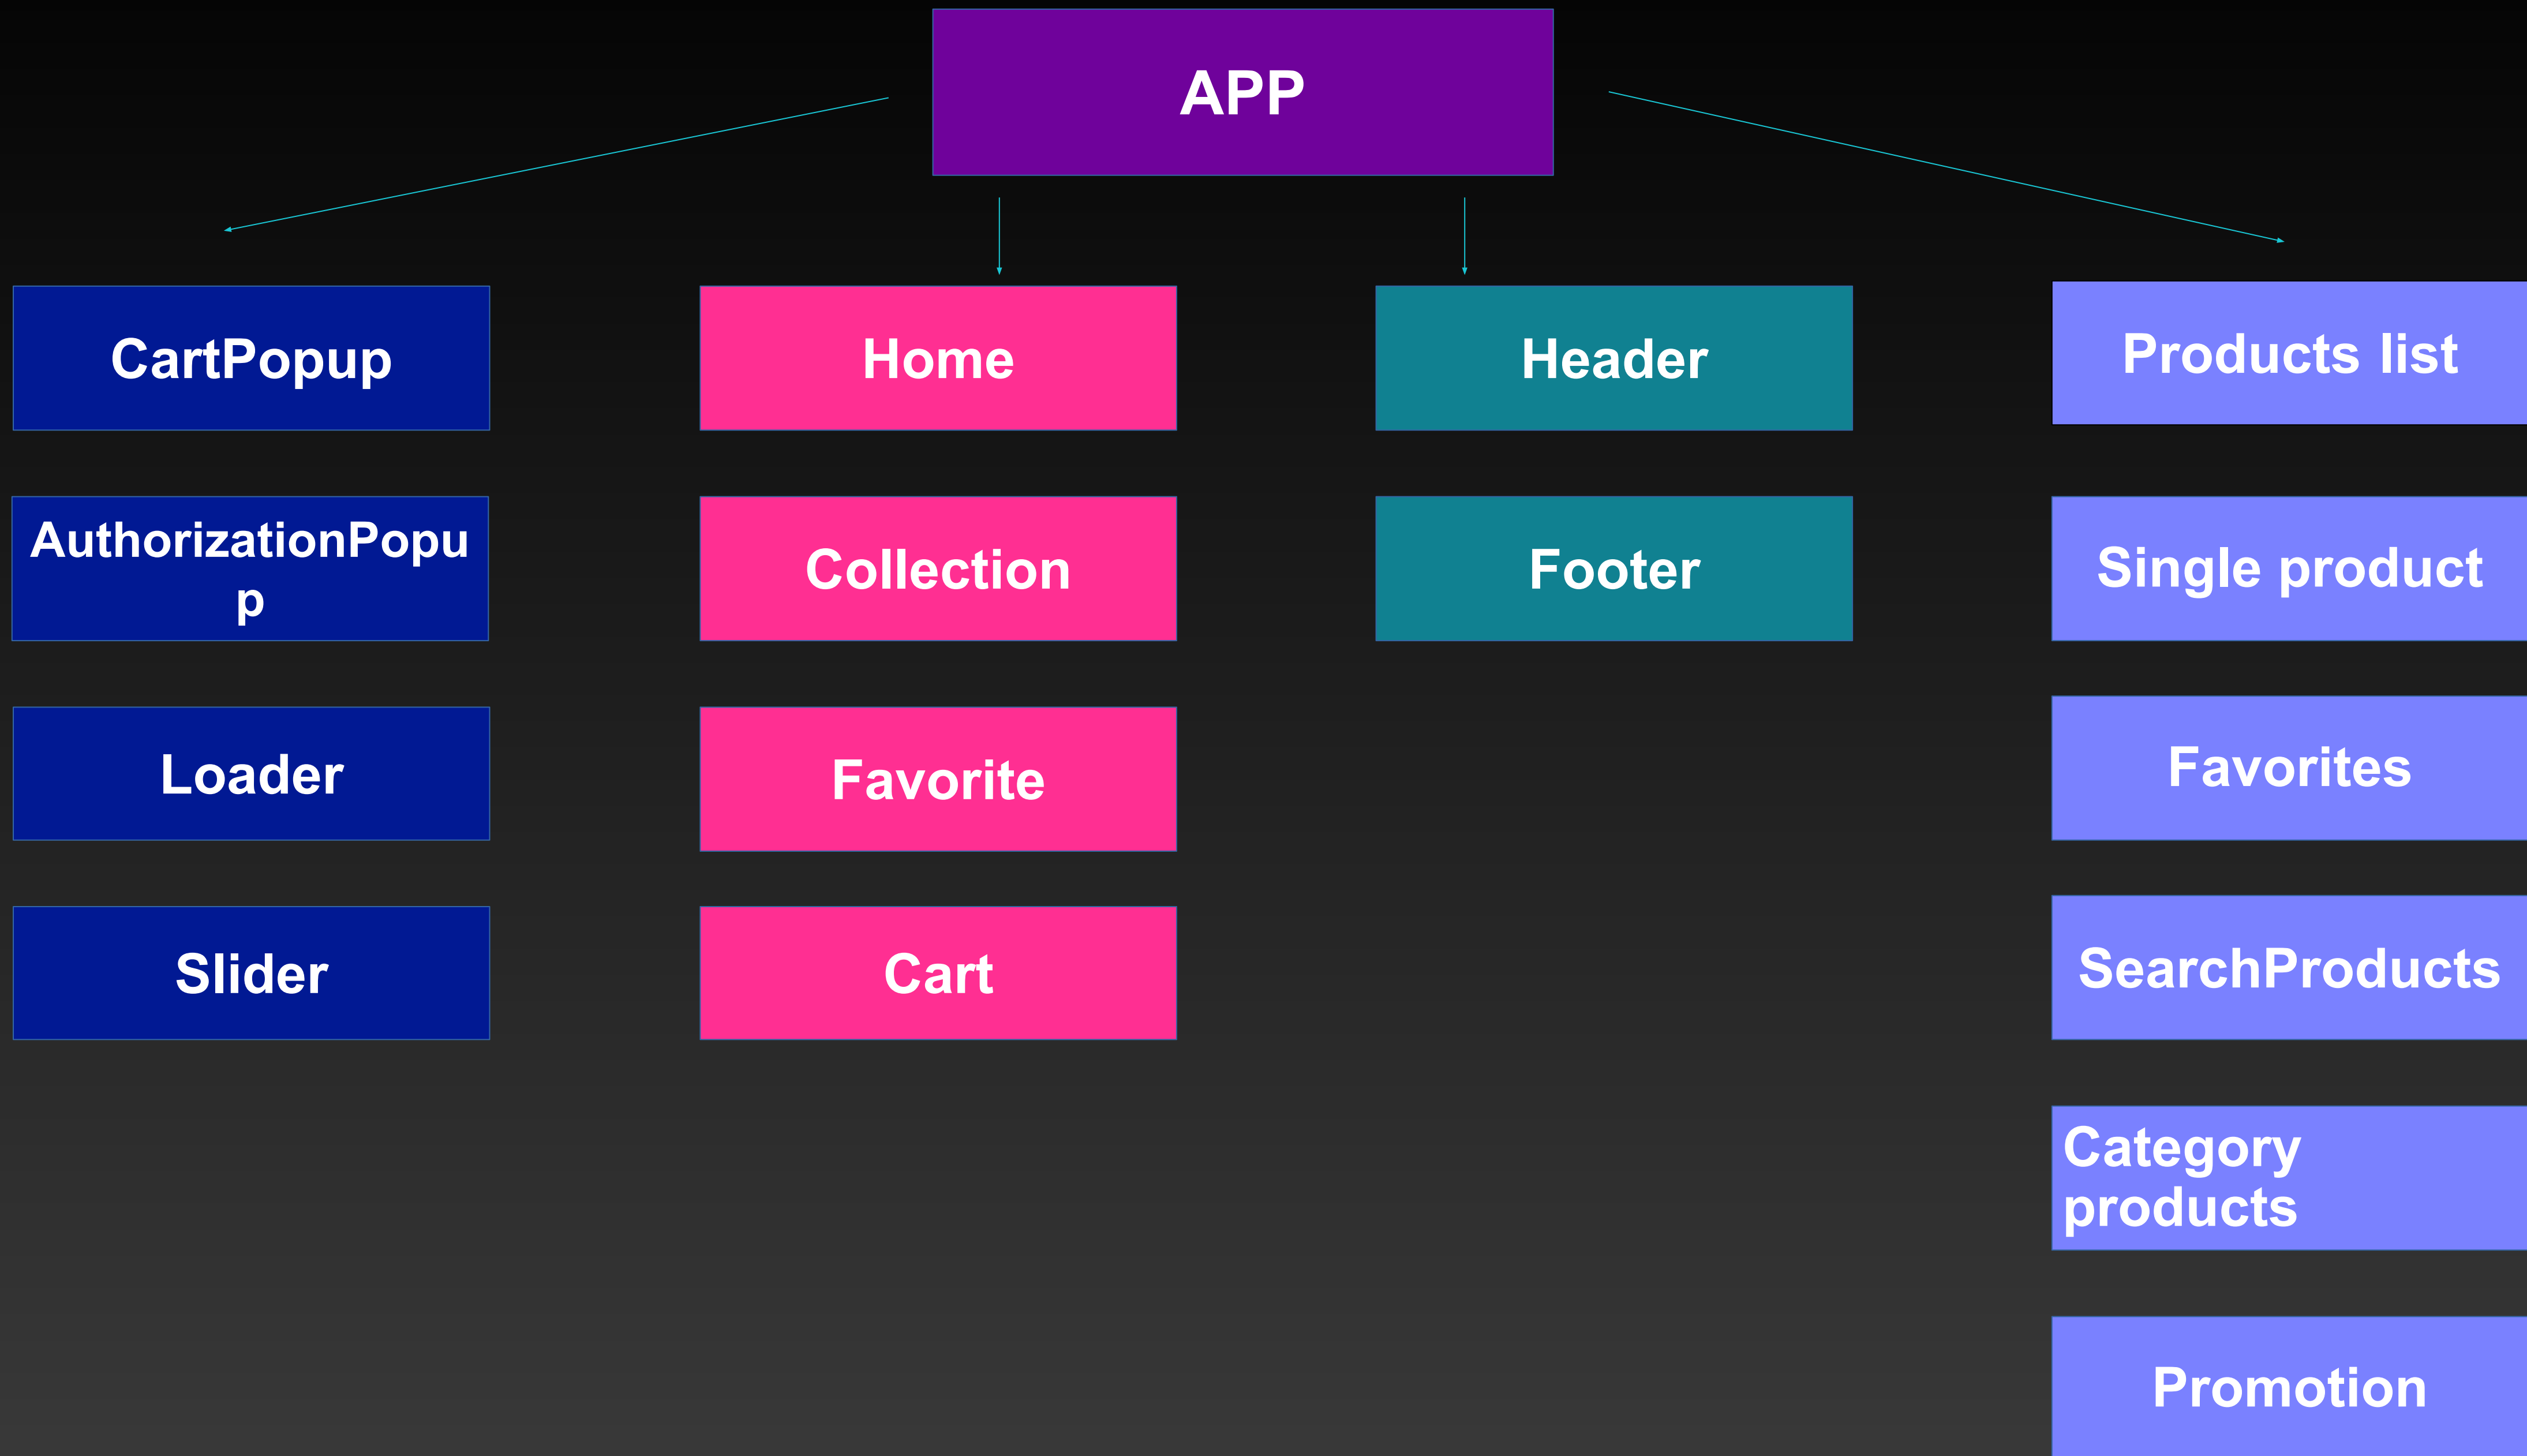 APP
CartPopup
Home
Header
Products list
AuthorizationPopu
p
Collection
Footer
Single product
Loader
Favorite
Favorites
Slider
Cart
SearchProducts
Category
products
Promotion